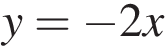 y = −2x